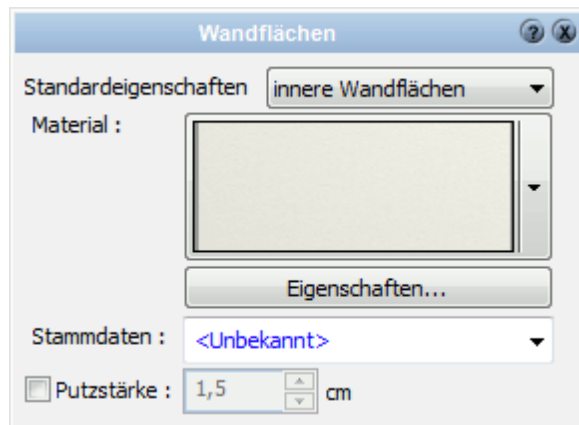 Wandflächen
Standardeigenschaften innere Wandflächen
Material :
Eigenschaften...
Stammdaten : <Unbekannt>
Putzstärke : 1,5 cm